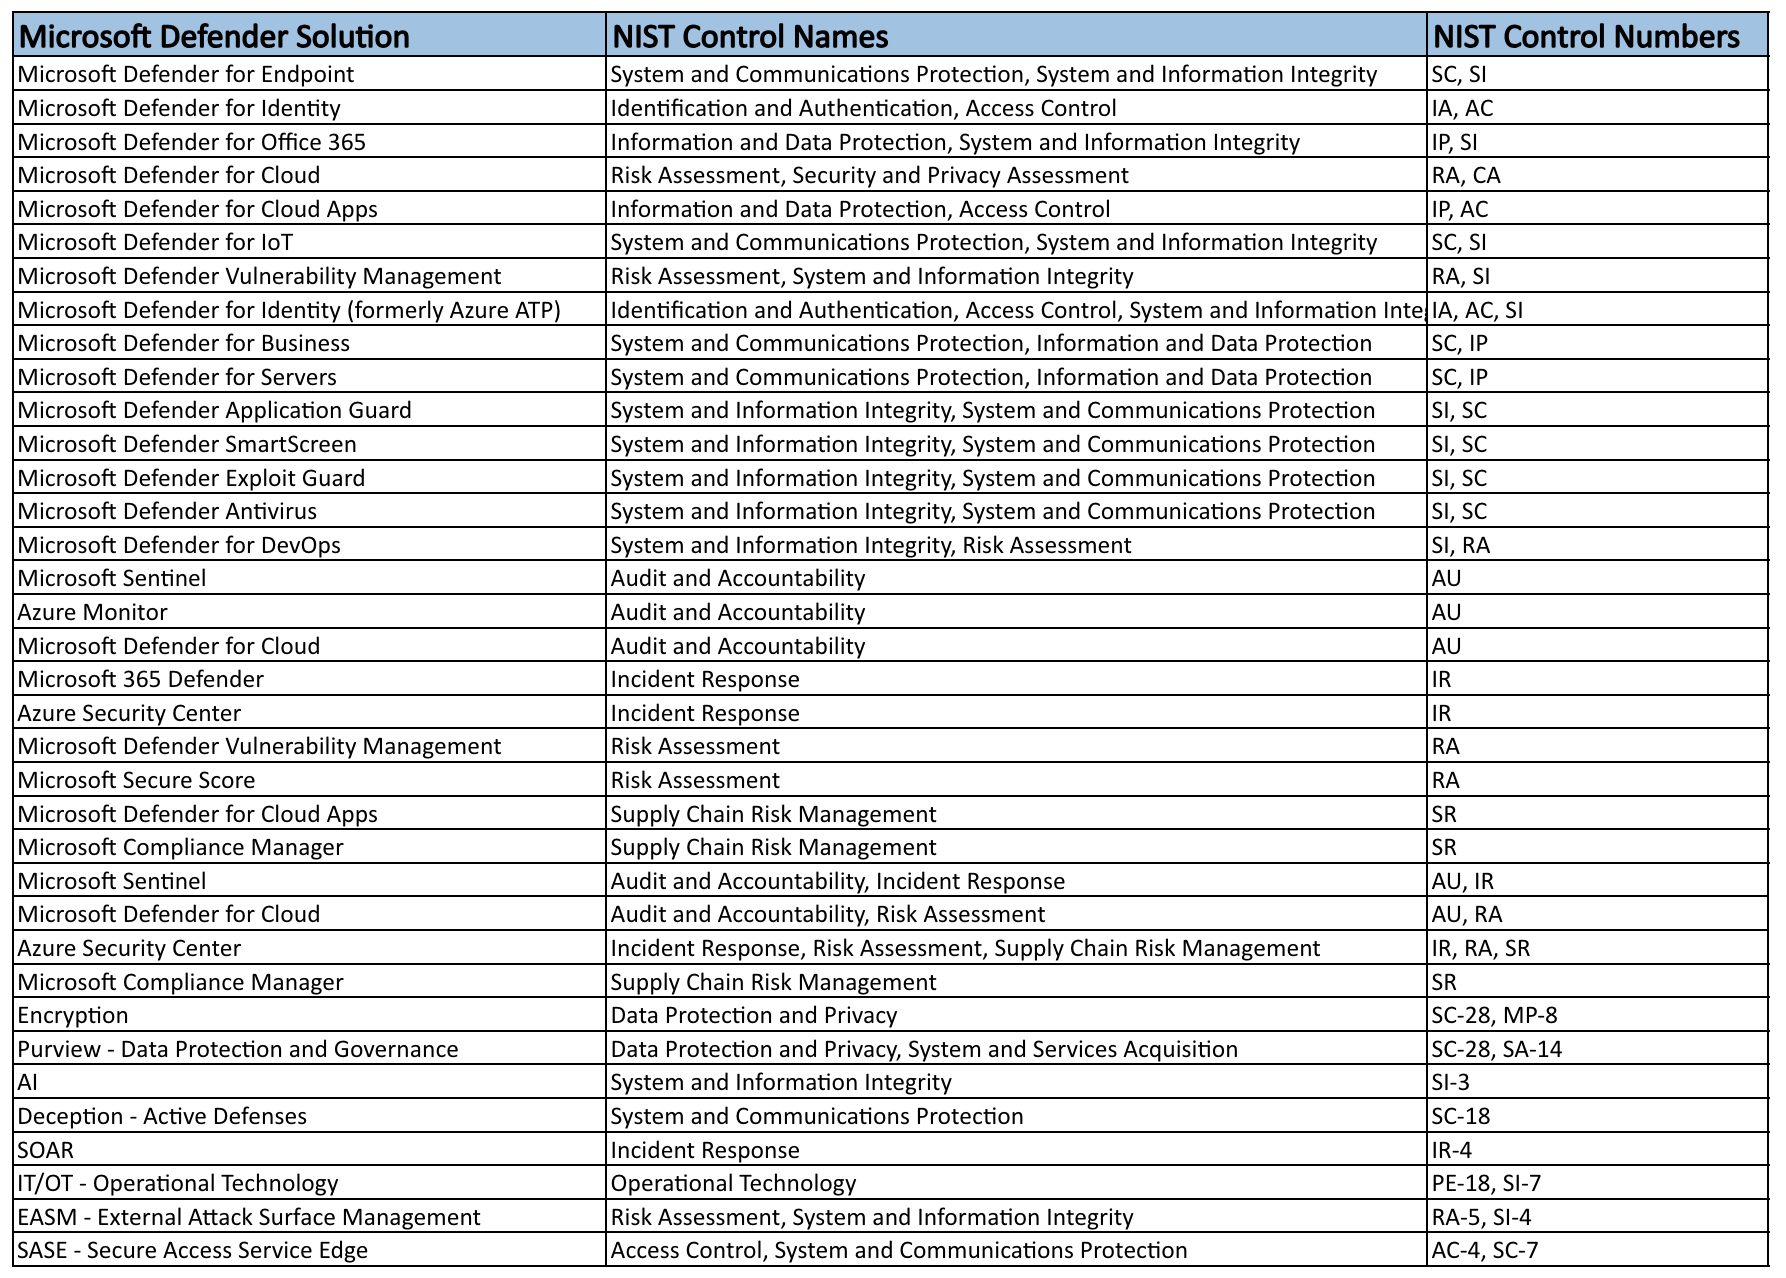 Microsoft Defender Solution NIST Control Names NIST Control Numbers
Microsoft Defender for Endpoint System and Communications Protection, System and Information Integrity SC, SI
Microsoft Defender for Identity Identification and Authentication, Access Control IA, AC
Microsoft Defender for Office 365 Information and Data Protection, System and Information Integrity IP, SI
Microsoft Defender for Cloud Risk Assessment, Security and Privacy Assessment RA, CA
Microsoft Defender for Cloud Apps Information and Data Protection, Access Control IP, AC
Microsoft Defender for IoT System and Communications Protection, System and Information Integrity SC, SI
Microsoft Defender Vulnerability Management Risk Assessment, System and Information Integrity RA, SI
Microsoft Defender for Identity (formerly Azure ATP) Identification and Authentication, Access Control, System and Information Inte IA, AC, SI
Microsoft Defender for Business System and Communications Protection, Information and Data Protection SC, IP
Microsoft Defender for Servers System and Communications Protection, Information and Data Protection SC, IP
Microsoft Defender Application Guard System and Information Integrity, System and Communications Protection SI, SC
Microsoft Defender SmartScreen System and Information Integrity, System and Communications Protection SI, SC
Microsoft Defender Exploit Guard System and Information Integrity, System and Communications Protection SI, SC
Microsoft Defender Antivirus System and Information Integrity, System and Communications Protection SI, SC
Microsoft Defender for DevOps System and Information Integrity, Risk Assessment SI, RA
Microsoft Sentinel Audit and Accountability AU
Azure Monitor Audit and Accountability AU
Microsoft Defender for Cloud Audit and Accountability AU
Microsoft 365 Defender Incident Response IR
Azure Security Center Incident Response IR
Microsoft Defender Vulnerability Management Risk Assessment RA
Microsoft Secure Score Risk Assessment RA
Microsoft Defender for Cloud Apps Supply Chain Risk Management SR
Microsoft Compliance Manager Supply Chain Risk Management SR
Microsoft Sentinel Audit and Accountability, Incident Response AU, IR
Microsoft Defender for Cloud Audit and Accountability, Risk Assessment AU, RA
Azure Security Center Incident Response, Risk Assessment, Supply Chain Risk Management IR, RA, SR
Microsoft Compliance Manager Supply Chain Risk Management SR
Encryption Data Protection and Privacy SC-28, MP-8
Purview - Data Protection and Governance Data Protection and Privacy, System and Services Acquisition SC-28, SA-14
AI System and Information Integrity SI-3
Deception - Active Defenses System and Communications Protection SC-18
SOAR Incident Response IR-4
IT/OT - Operational Technology Operational Technology PE-18, SI-7
EASM - External Attack Surface Management Risk Assessment, System and Information Integrity RA-5, SI-4
SASE - Secure Access Service Edge Access Control, System and Communications Protection AC-4, SC-7